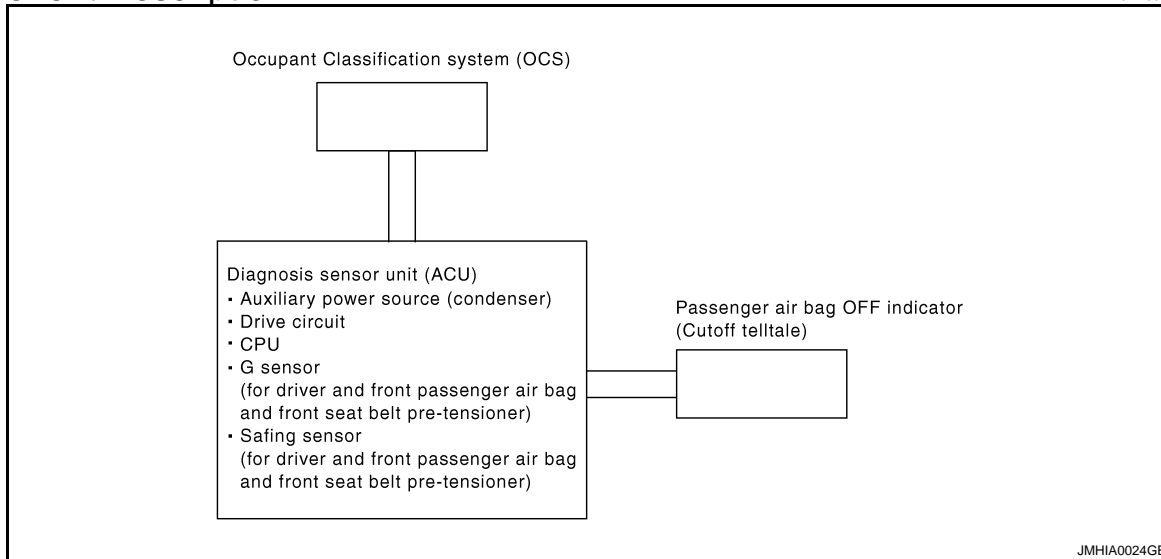 Occupant Classification system (OCS)
Diagnosis sensor unit (ACU)
· Auxiliary power source (condenser)
· Drive circuit
· CPU
· G sensor
(for driver and front passenger air bag
and front seat belt pre-tensioner)
· Safing sensor
(for driver and front passenger air bag
and front seat belt pre-tensioner)
Passenger air bag OFF indicator
(Cutoff telltale)